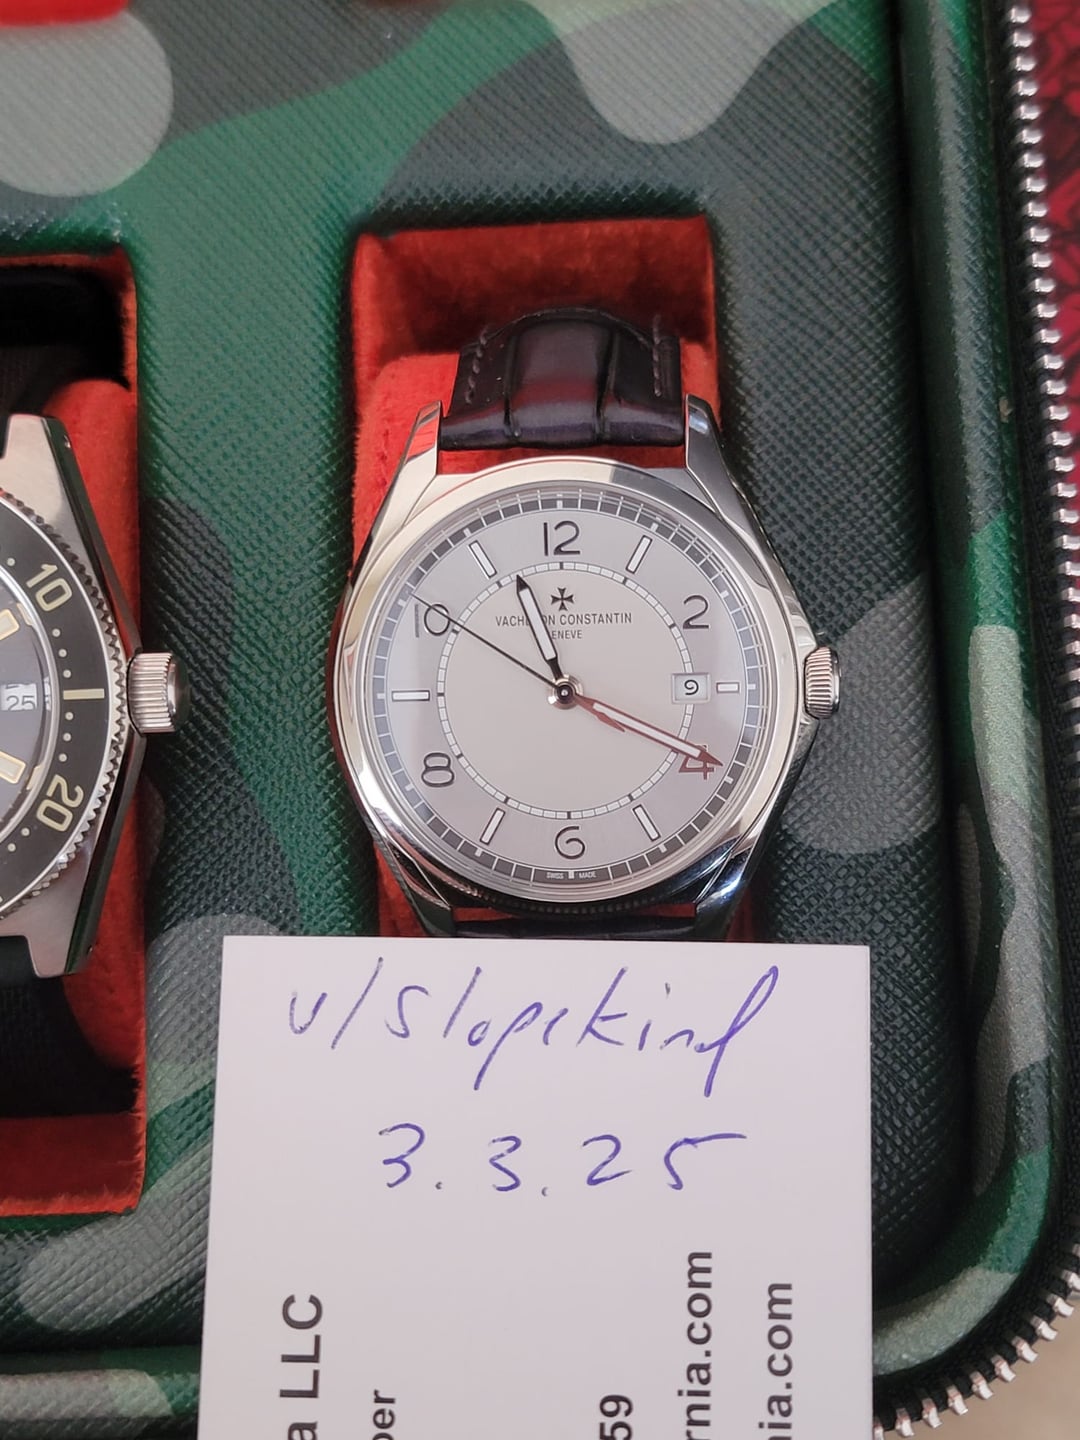 12
2
4
6
8
10
VACHERON CONSTANTIN
GENEVE
9
SWISS MADE
10
20
25
u/slopekind
3.3.25
LLC
59
rnia.com
nia.com